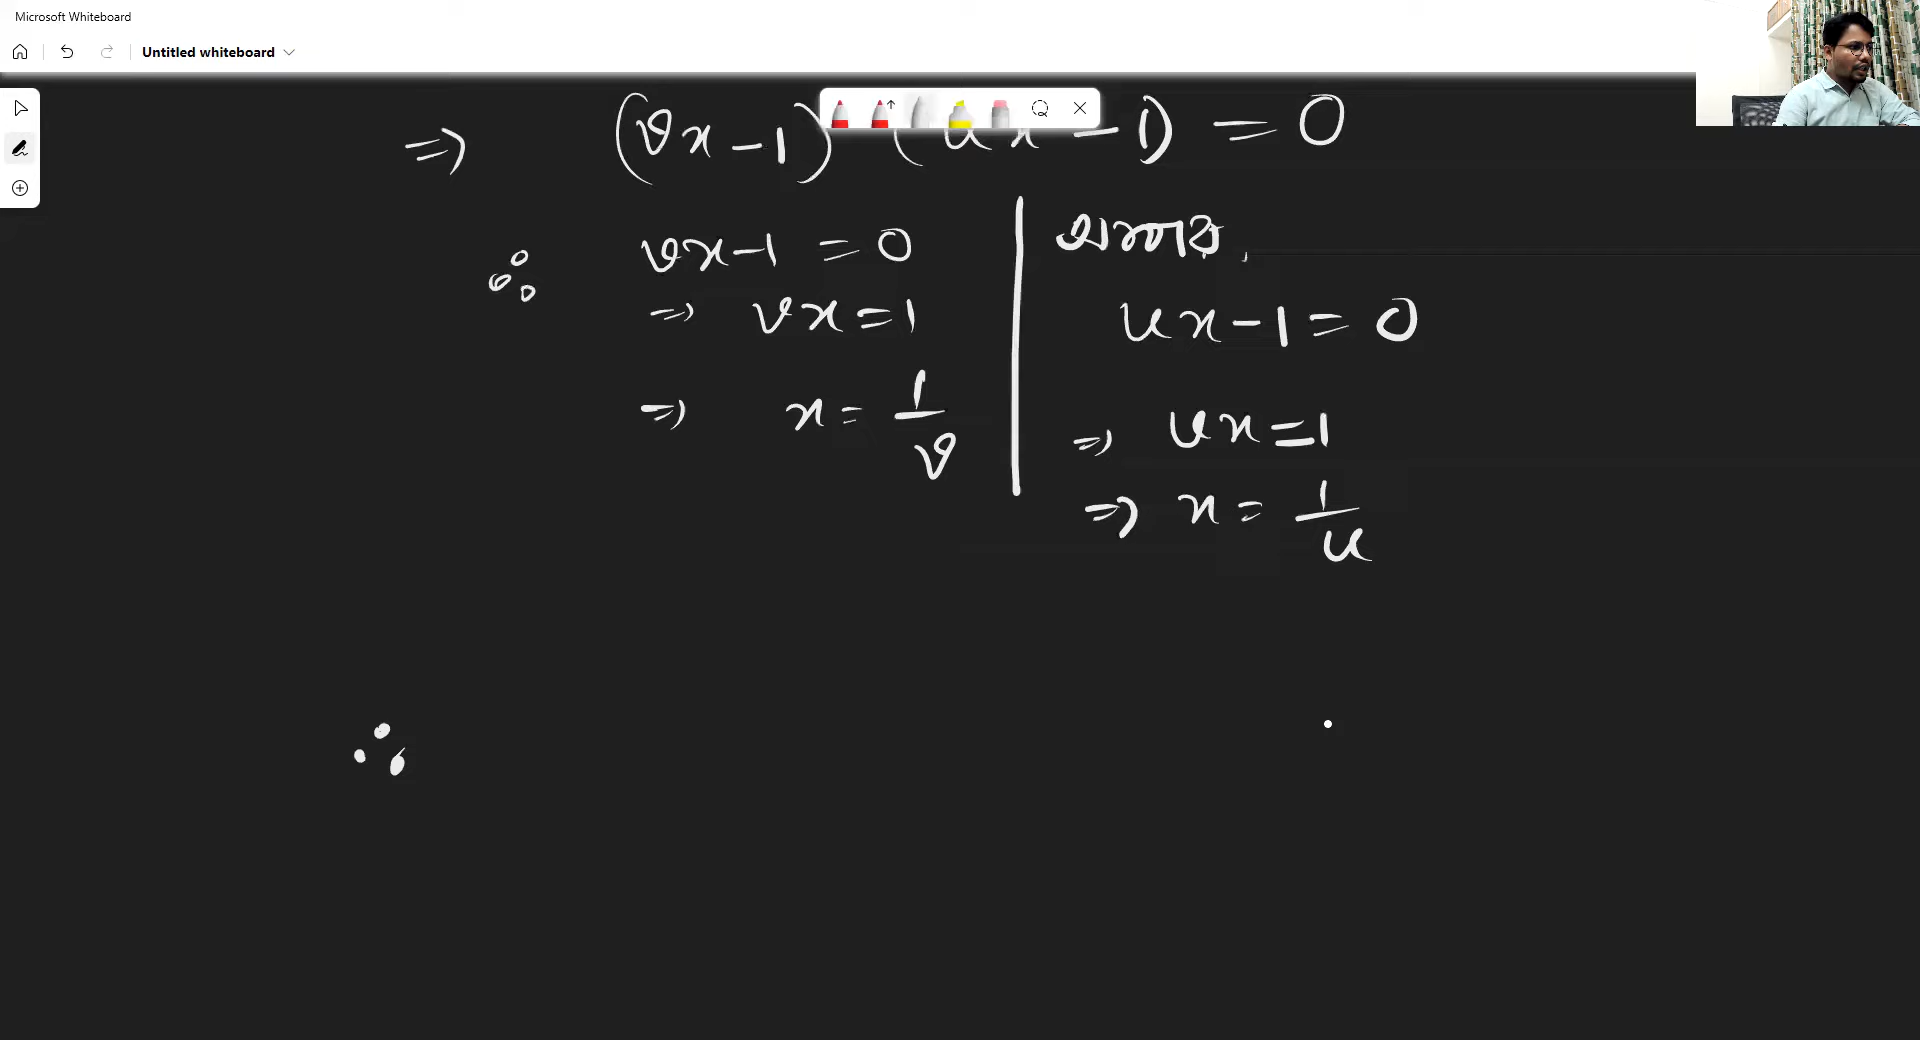 Microsoft Whiteboard
Untitled whiteboard
⇒ (vx-1) (ux-1) = 0
∴ vx-1 = 0
⇒ vx=1
⇒ x= 1/v
অথবা,
ux-1=0
⇒ ux=1
⇒ x= 1/u
∴